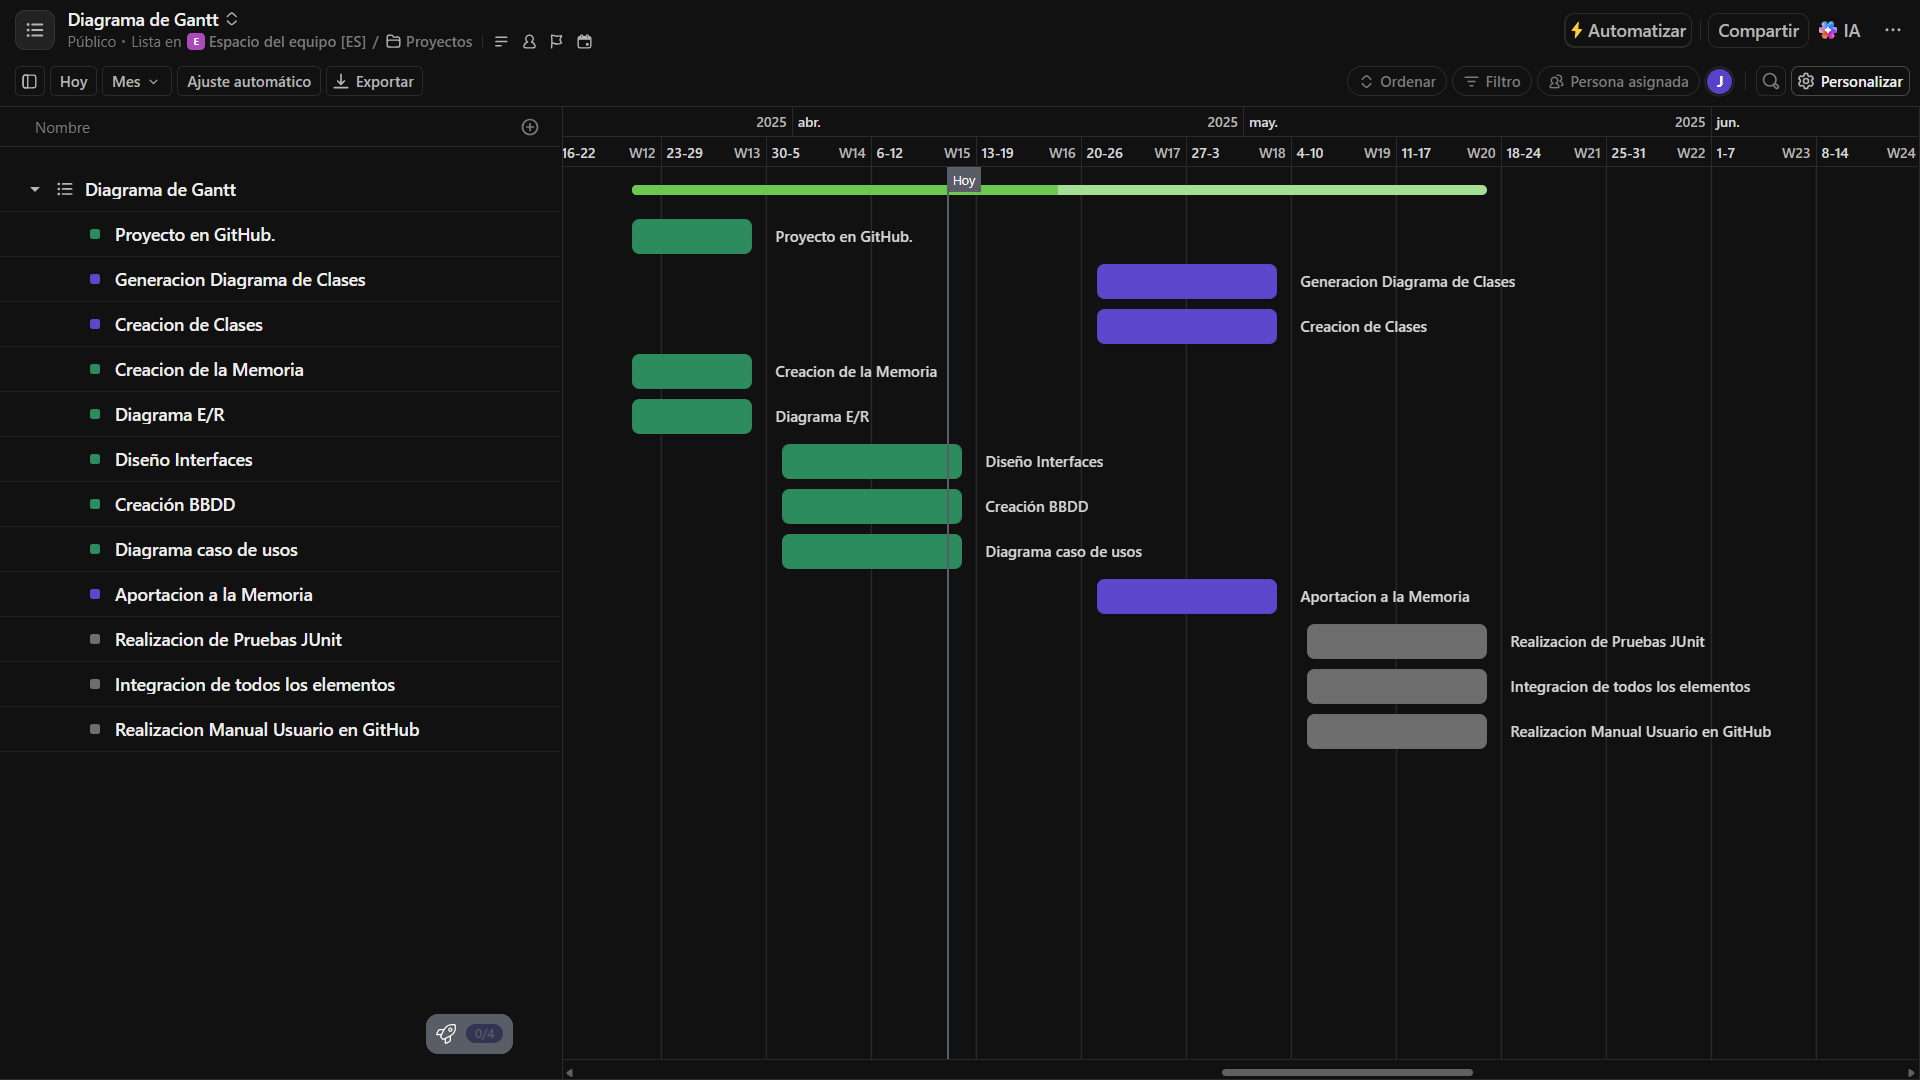 Diagrama de Gantt
Público • Lista en E Espacio del equipo [ES] / Proyectos
Automatizar
Compartir
IA
Hoy
Mes
Ajuste automático
Exportar
Ordenar
Filtro
Persona asignada
J
Personalizar
Nombre
2025 abr.
2025 may.
2025 jun.
16-22 W12 23-29 W13 30-5 W14 6-12 W15 13-19 W16 20-26 W17 27-3 W18 4-10 W19 11-17 W20 18-24 W21 25-31 W22 1-7 W23 8-14 W24
Hoy
Diagrama de Gantt
Proyecto en GitHub.
Proyecto en GitHub.
Generacion Diagrama de Clases
Generacion Diagrama de Clases
Creacion de Clases
Creacion de Clases
Creacion de la Memoria
Creacion de la Memoria
Diagrama E/R
Diagrama E/R
Diseño Interfaces
Diseño Interfaces
Creación BBDD
Creación BBDD
Diagrama caso de usos
Diagrama caso de usos
Aportacion a la Memoria
Aportacion a la Memoria
Realizacion de Pruebas JUnit
Realizacion de Pruebas JUnit
Integracion de todos los elementos
Integracion de todos los elementos
Realizacion Manual Usuario en GitHub
Realizacion Manual Usuario en GitHub
0/4